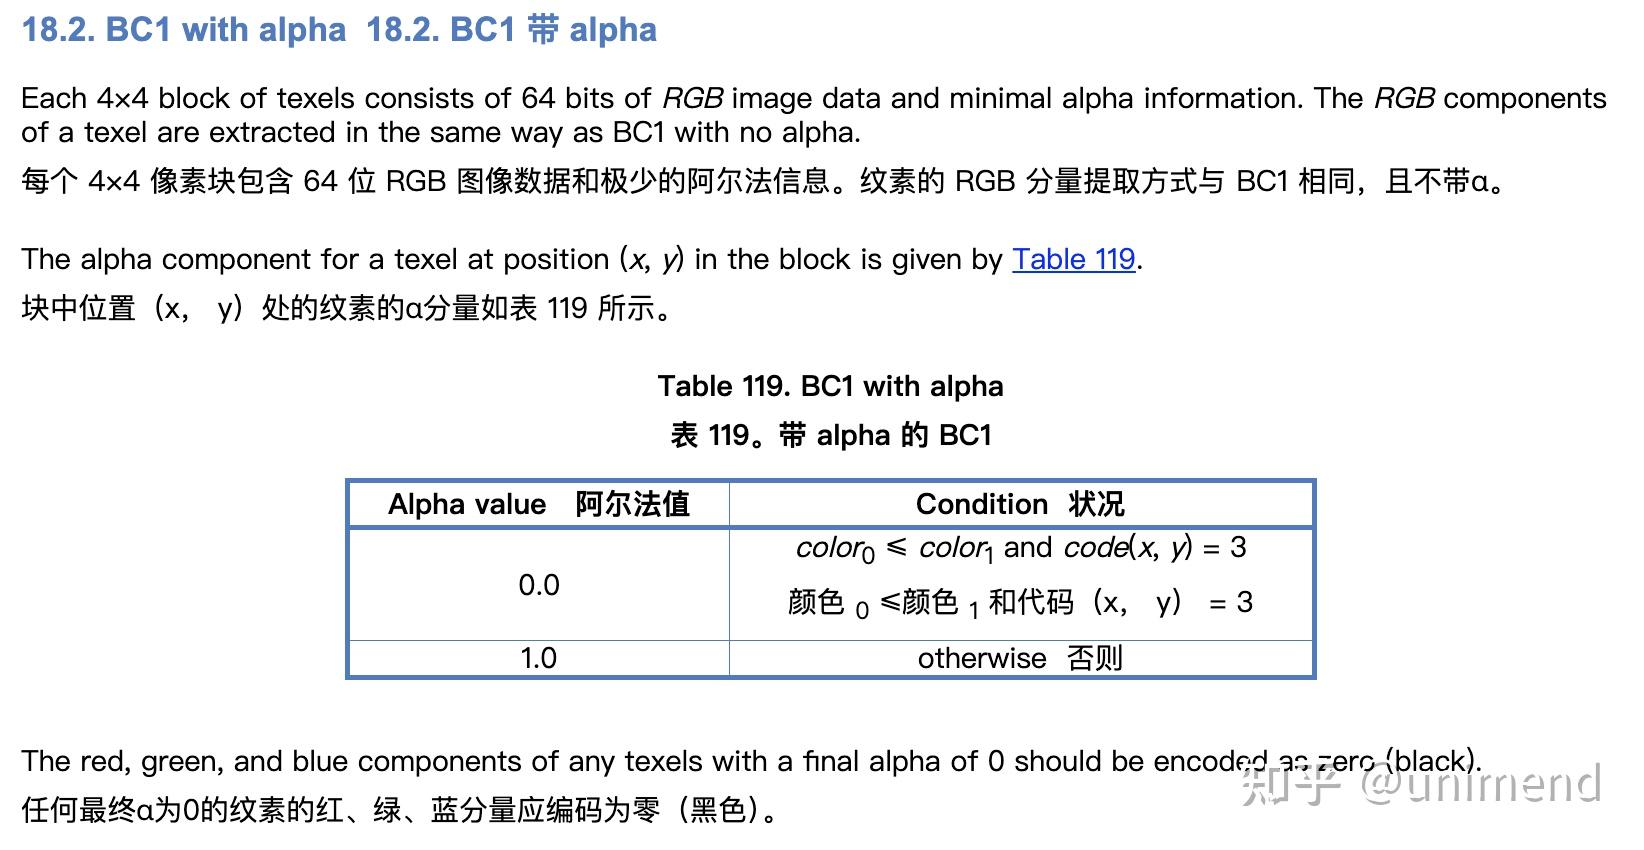 18.2. BC1 with alpha 18.2. BC1 带 alpha
Each 4×4 block of texels consists of 64 bits of RGB image data and minimal alpha information. The RGB components
of a texel are extracted in the same way as BC1 with no alpha.
每个 4×4 像素块包含 64 位 RGB 图像数据和极少的阿尔法信息。纹素的 RGB 分量提取方式与 BC1 相同，且不带α。
The alpha component for a texel at position (x, y) in the block is given by Table 119.
块中位置（x， y）处的纹素的α分量如表 119 所示。
Table 119. BC1 with alpha
表 119。带 alpha 的 BC1
Alpha value 阿尔法值 Condition 状况
color₀ ⩽ color₁ and code(x, y) = 3
0.0
颜色 ₀ ⩽颜色 ₁ 和代码（x， y） = 3
1.0 otherwise 否则
The red, green, and blue components of any texels with a final alpha of 0 should be encoded as zero (black).
任何最终α为0的纹素的红、绿、蓝分量应编码为零（黑色）。
知乎 @unimend